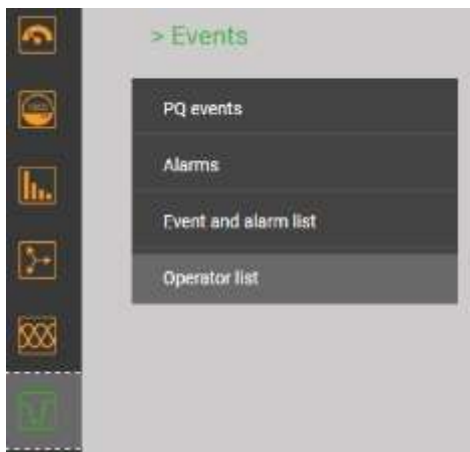 > Events
PQ events
Alarms
Event and alarm list
Operator list